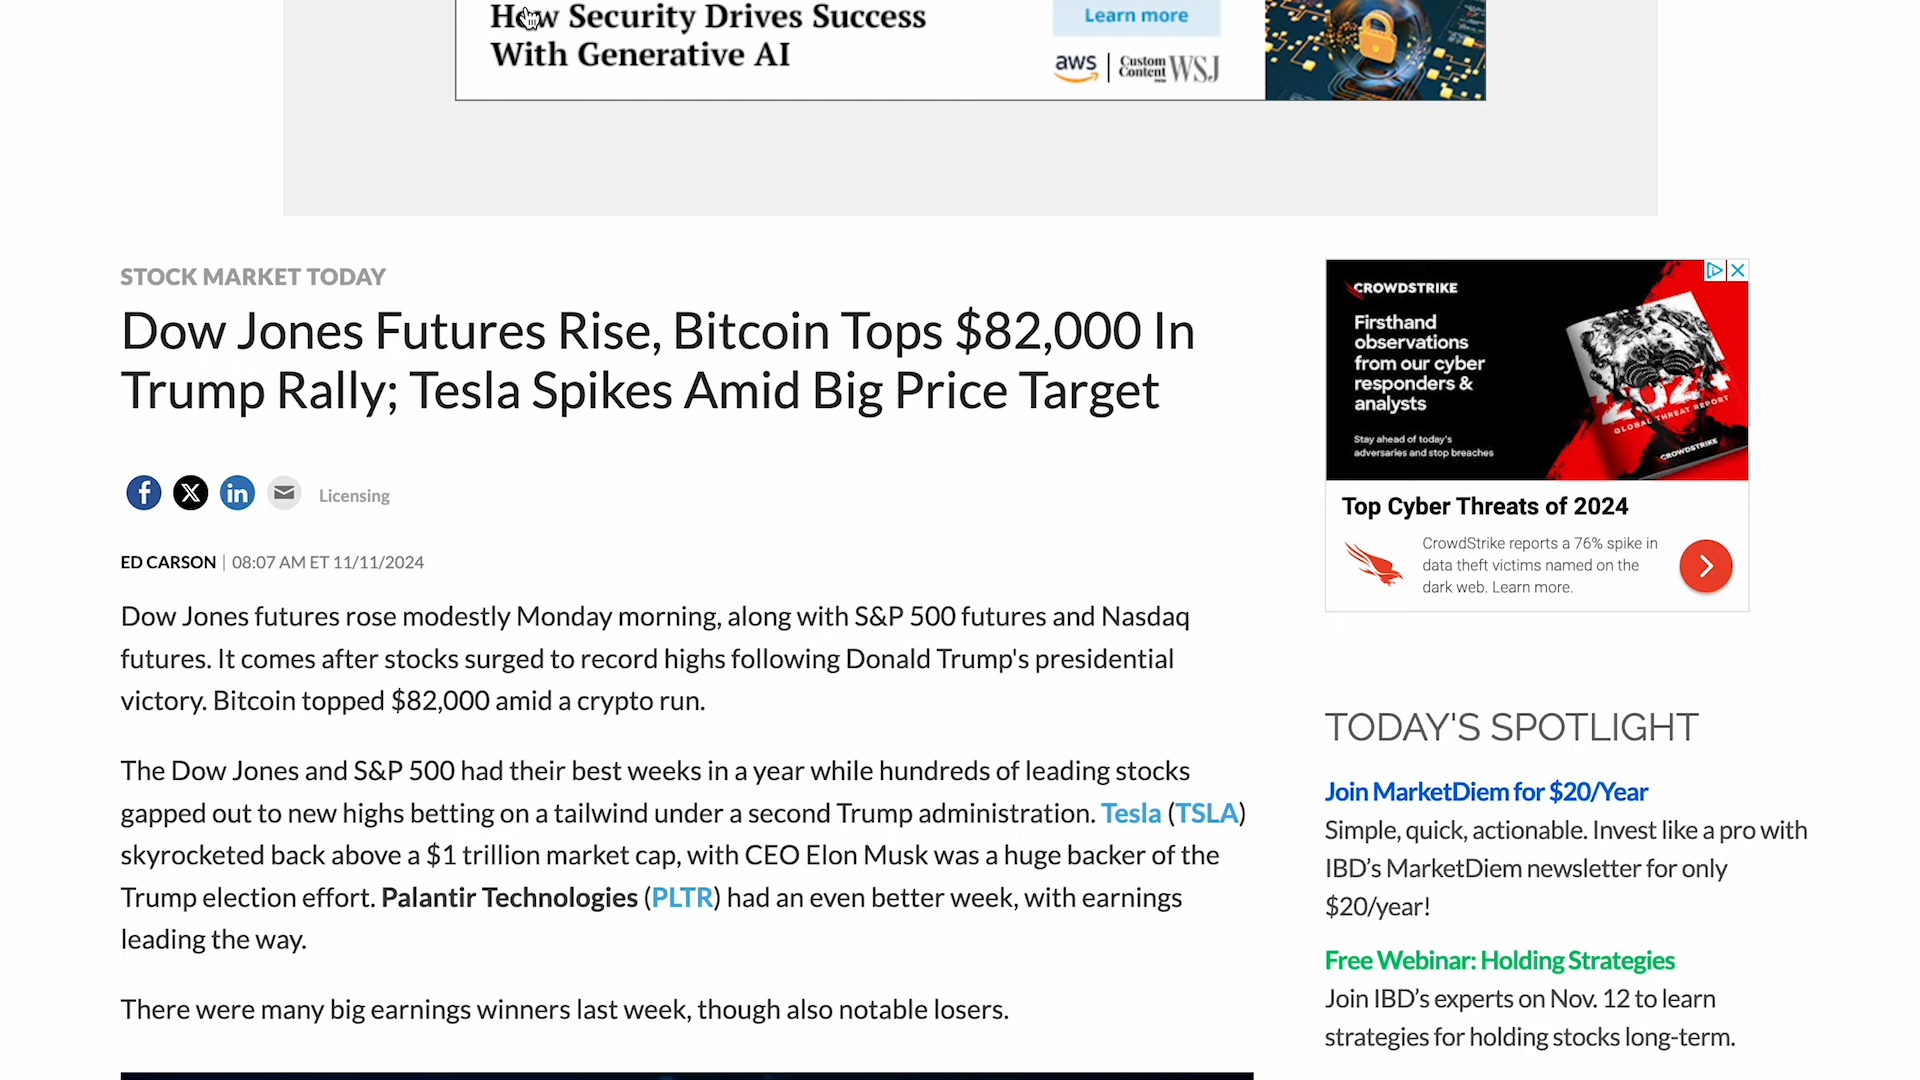 How Security Drives Success
With Generative AI
Learn more
aws
Custom
Content
WSJ
STOCK MARKET TODAY
Dow Jones Futures Rise, Bitcoin Tops $82,000 In
Trump Rally; Tesla Spikes Amid Big Price Target
Licensing
ED CARSON | 08:07 AM ET 11/11/2024
Dow Jones futures rose modestly Monday morning, along with S&P 500 futures and Nasdaq
futures. It comes after stocks surged to record highs following Donald Trump's presidential
victory. Bitcoin topped $82,000 amid a crypto run.
The Dow Jones and S&P 500 had their best weeks in a year while hundreds of leading stocks
gapped out to new highs betting on a tailwind under a second Trump administration. Tesla (TSLA)
skyrocketed back above a $1 trillion market cap, with CEO Elon Musk was a huge backer of the
Trump election effort. Palantir Technologies (PLTR) had an even better week, with earnings
leading the way.
There were many big earnings winners last week, though also notable losers.
CROWDSTRIKE
Firsthand
observations
from our cyber
responders &
analysts
Stay ahead of today's
adversaries and stop breaches
2024
GLOBAL THREAT REPORT
CROWDSTRIKE
Top Cyber Threats of 2024
CrowdStrike reports a 76% spike in
data theft victims named on the
dark web. Learn more.
TODAY'S SPOTLIGHT
Join MarketDiem for $20/Year
Simple, quick, actionable. Invest like a pro with
IBD's MarketDiem newsletter for only
$20/year!
Free Webinar: Holding Strategies
Join IBD's experts on Nov. 12 to learn
strategies for holding stocks long-term.